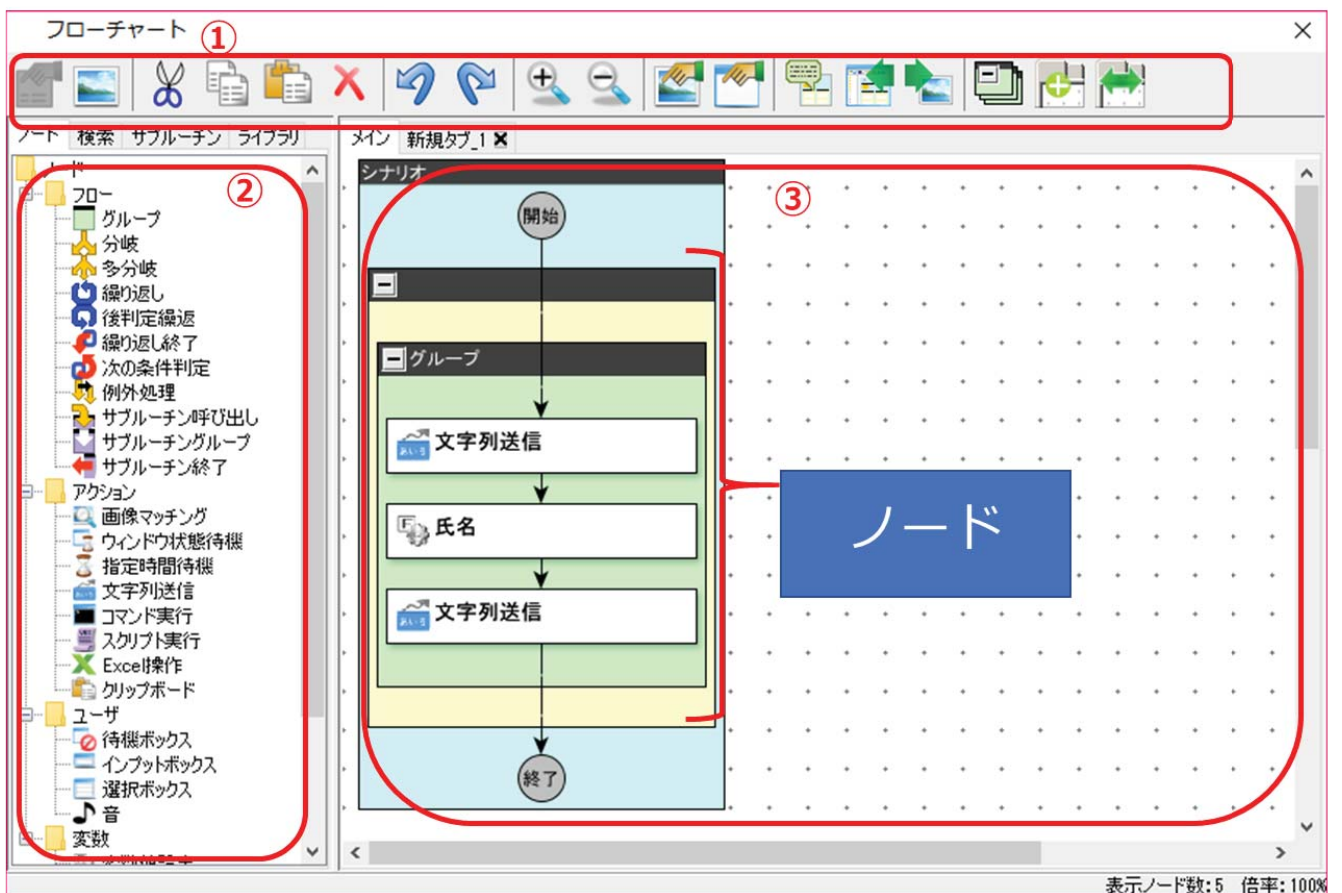 フローチャート
①
ノード 検索 サブルーチン ライブラリ
メイン 新規タブ_1
ノード
②
フロー
グループ
分岐
多分岐
繰り返し
後判定繰返
繰り返し終了
次の条件判定
例外処理
サブルーチン呼び出し
サブルーチングループ
サブルーチン終了
アクション
画像マッチング
ウィンドウ状態待機
指定時間待機
文字列送信
コマンド実行
スクリプト実行
Excel操作
クリップボード
ユーザ
待機ボックス
インプットボックス
選択ボックス
音
変数
シナリオ
③
開始
グループ
あいう 文字列送信
F 氏名
あいう 文字列送信
終了
ノード
表示ノード数:5 倍率:100%